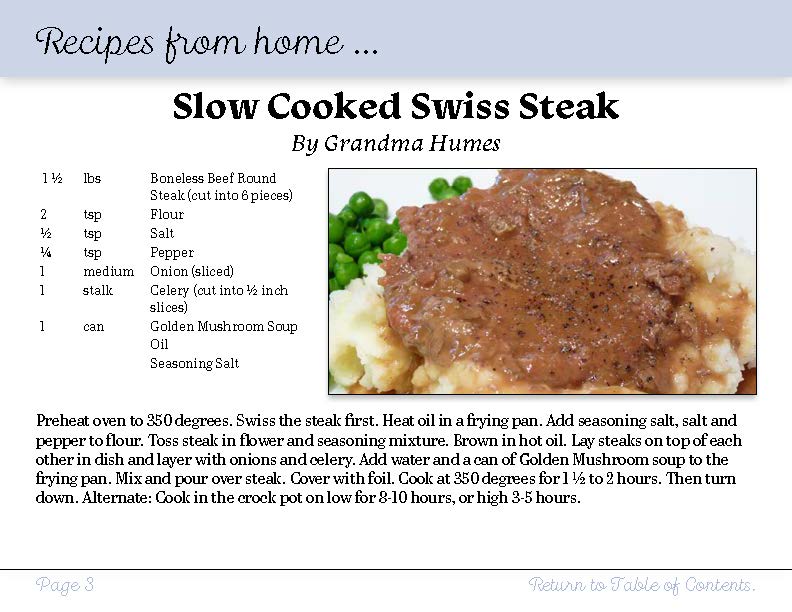 Recipes from home ...
Slow Cooked Swiss Steak
By Grandma Humes
1 ½ lbs Boneless Beef Round
Steak (cut into 6 pieces)
2 tsp Flour
½ tsp Salt
¼ tsp Pepper
1 medium Onion (sliced)
1 stalk Celery (cut into ½ inch
slices)
1 can Golden Mushroom Soup
Oil
Seasoning Salt
Preheat oven to 350 degrees. Swiss the steak first. Heat oil in a frying pan. Add seasoning salt, salt and
pepper to flour. Toss steak in flower and seasoning mixture. Brown in hot oil. Lay steaks on top of each
other in dish and layer with onions and celery. Add water and a can of Golden Mushroom soup to the
frying pan. Mix and pour over steak. Cover with foil. Cook at 350 degrees for 1 ½ to 2 hours. Then turn
down. Alternate: Cook in the crock pot on low for 8-10 hours, or high 3-5 hours.
Page 3 Return to Table of Contents.